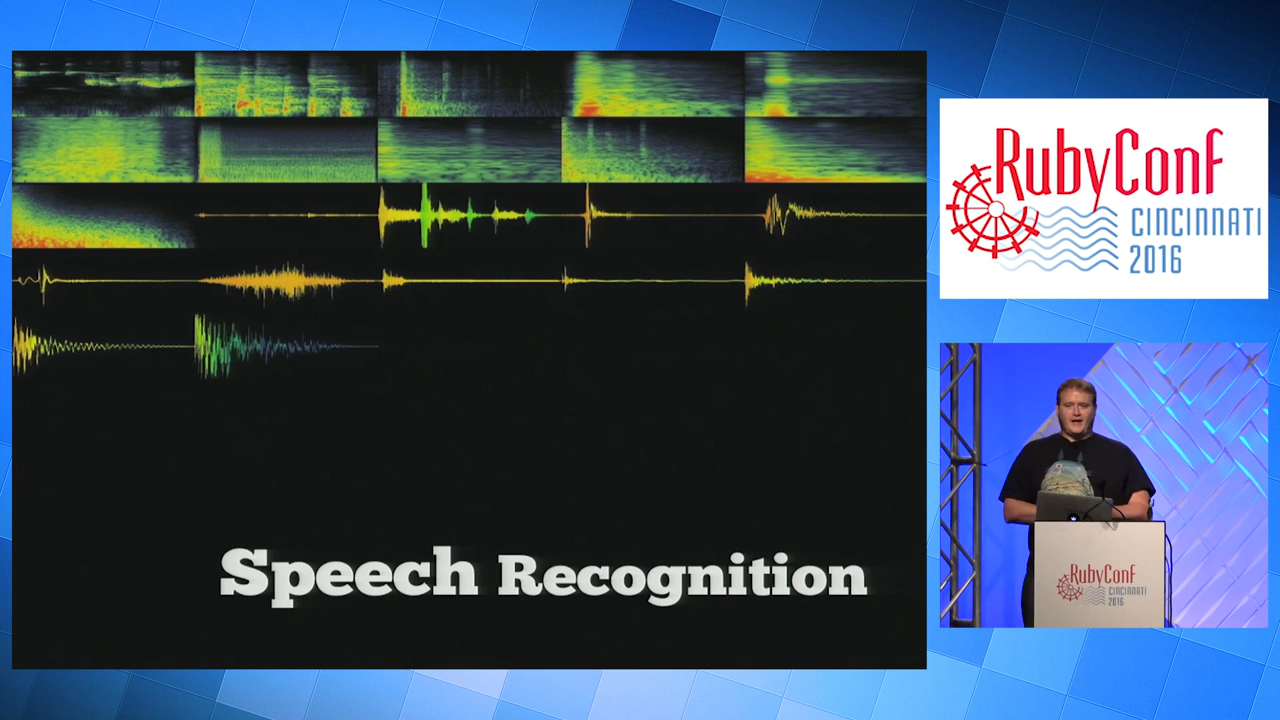 Speech Recognition
RubyConf
CINCINNATI
2016
RubyConf
CINCINNATI
2016